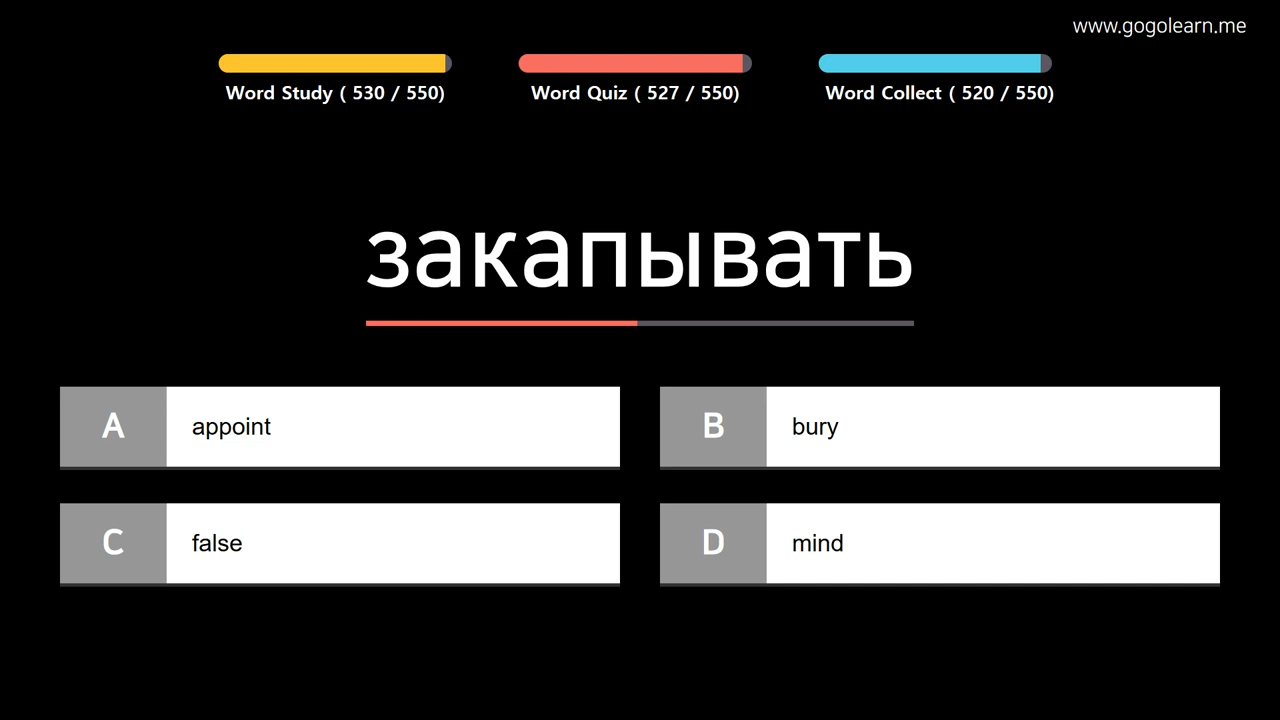 www.gogolearn.me
Word Study ( 530 / 550)
Word Quiz ( 527 / 550)
Word Collect ( 520 / 550)
закапывать
A appoint
B bury
C false
D mind